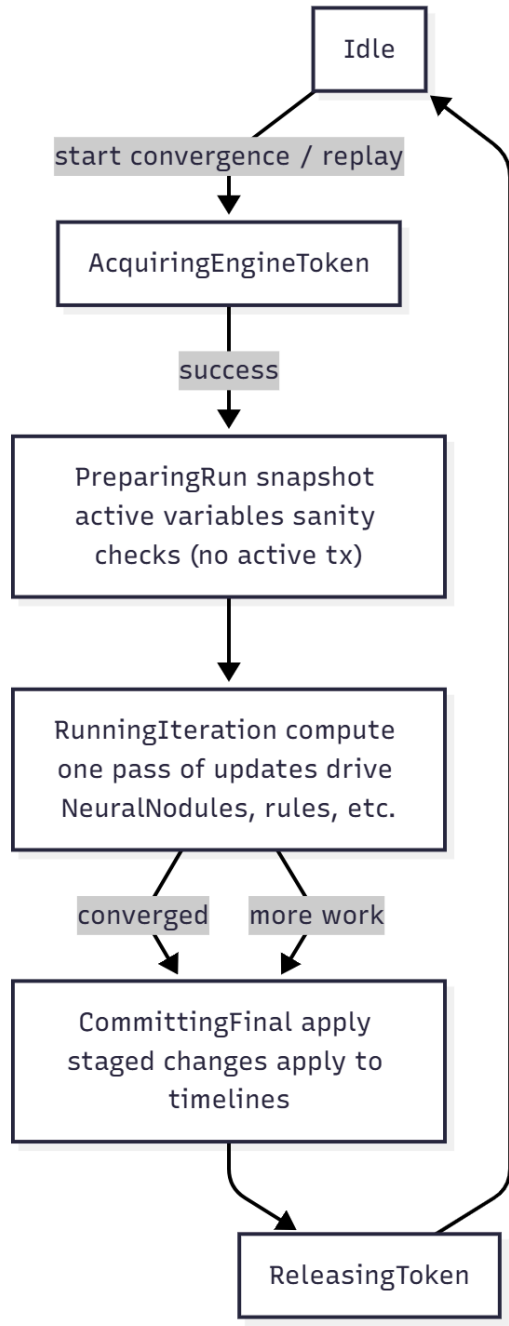 Idle
start convergence / replay
AcquiringEngineToken
success
PreparingRun snapshot
active variables sanity
checks (no active tx)
RunningIteration compute
one pass of updates drive
NeuralNodules, rules, etc.
converged
more work
CommittingFinal apply
staged changes apply to
timelines
ReleasingToken